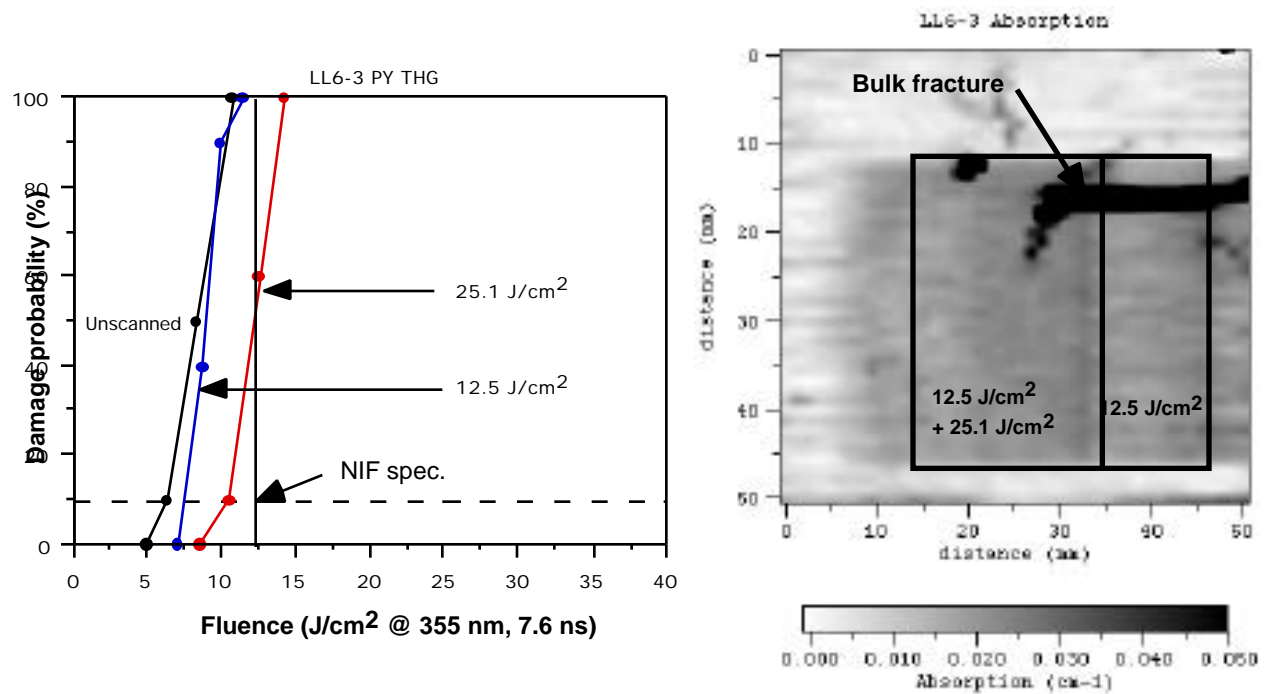 LL6-3 PY THG
100
80
60
40
20
0
Damage probability (%)
Unscanned
25.1 J/cm2
12.5 J/cm2
NIF spec.
0 5 10 15 20 25 30 35 40
Fluence (J/cm2 @ 355 nm, 7.6 ns)
LL6-3 Absorption
Bulk fracture
0
10
20
30
40
50
distance (mm)
12.5 J/cm2
+ 25.1 J/cm2
12.5 J/cm2
0 10 20 30 40 50
distance (mm)
0.000 0.010 0.020 0.030 0.040 0.050
Absorption (cm-1)